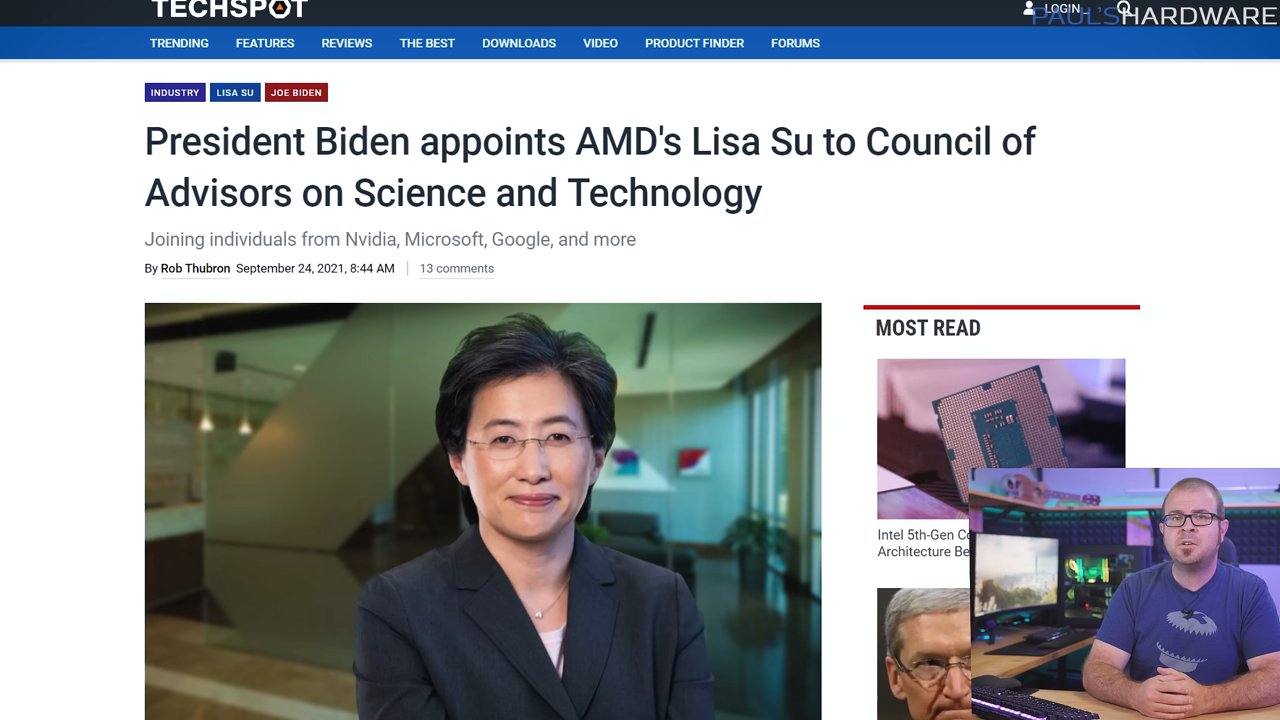 TECHSPOT
LOGIN
PAUL'SHARDWARE
TRENDING FEATURES REVIEWS THE BEST DOWNLOADS VIDEO PRODUCT FINDER FORUMS
INDUSTRY LISA SU JOE BIDEN
President Biden appoints AMD's Lisa Su to Council of
Advisors on Science and Technology
Joining individuals from Nvidia, Microsoft, Google, and more
By Rob Thubron September 24, 2021, 8:44 AM 13 comments
MOST READ
Intel 5th-Gen
Architecture